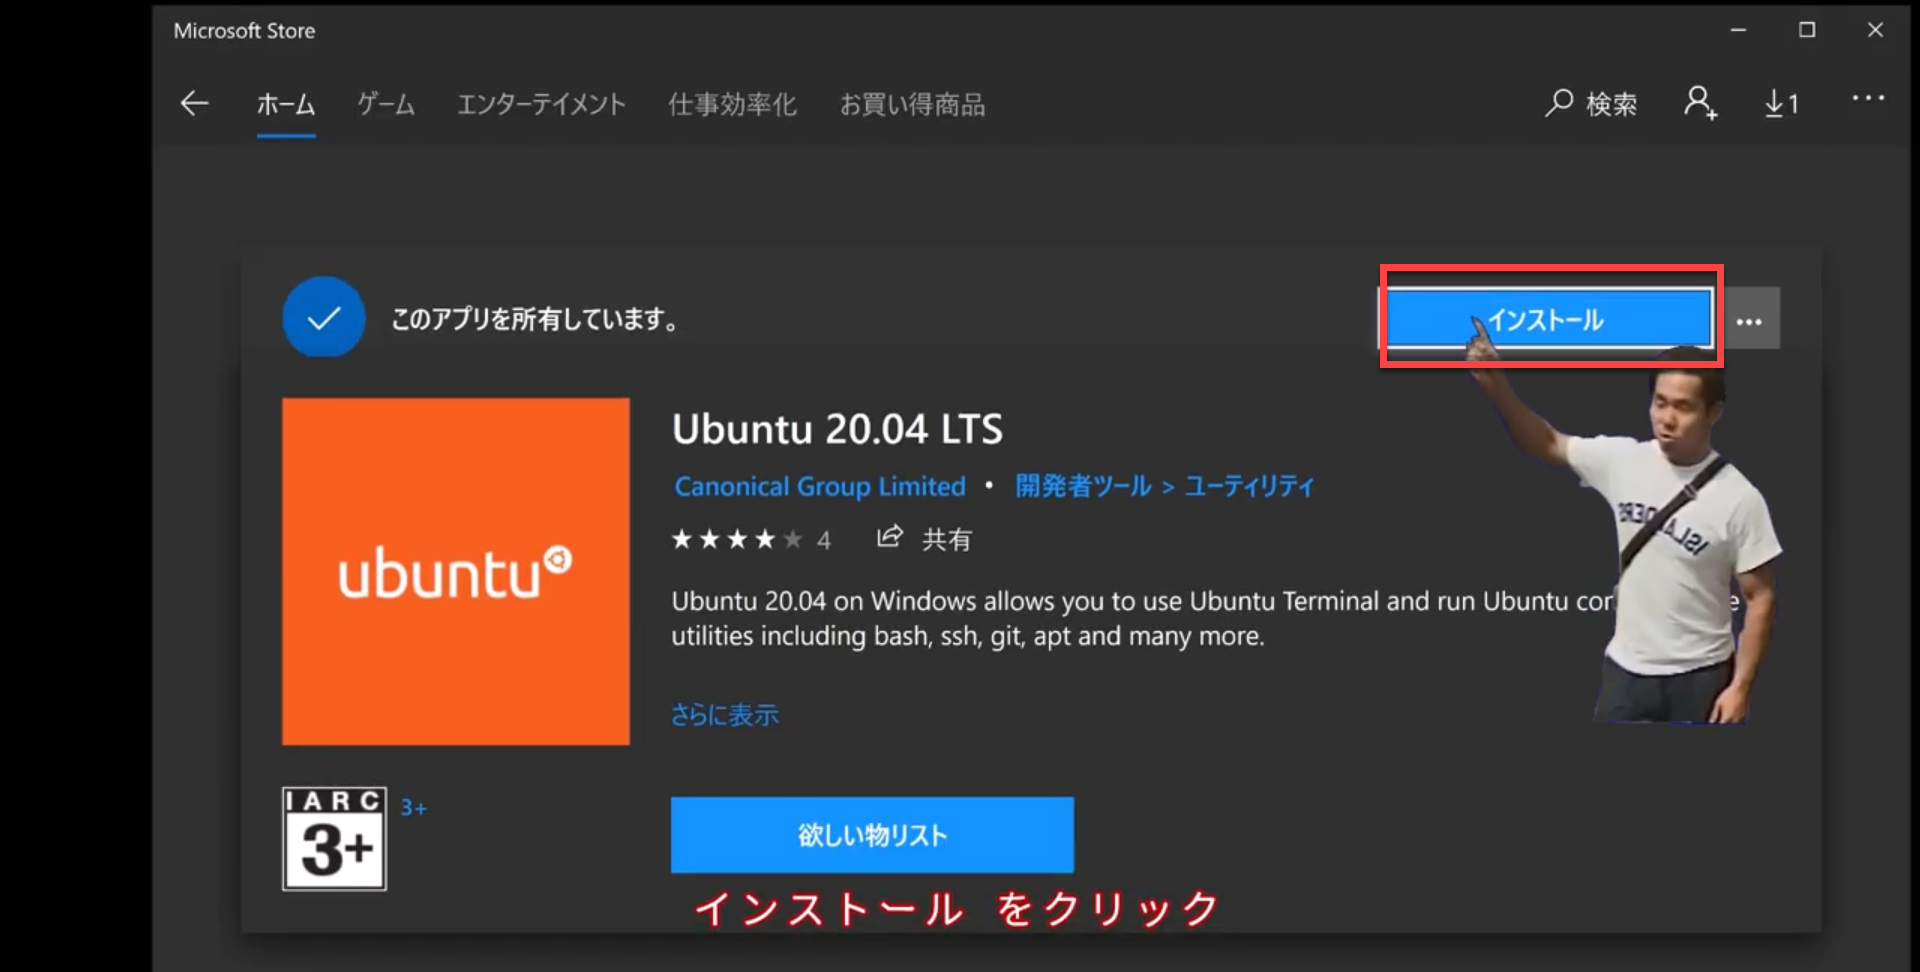 Microsoft Store
ホーム ゲーム エンターテイメント 仕事効率化 お買い得商品 検索 1
このアプリを所有しています。
インストール
Ubuntu 20.04 LTS
Canonical Group Limited • 開発者ツール > ユーティリティ
4 共有
ubuntu
Ubuntu 20.04 on Windows allows you to use Ubuntu Terminal and run Ubuntu
utilities including bash, ssh, git, apt and many more.
さらに表示
IARC
3+
3+
欲しい物リスト
インストール をクリック